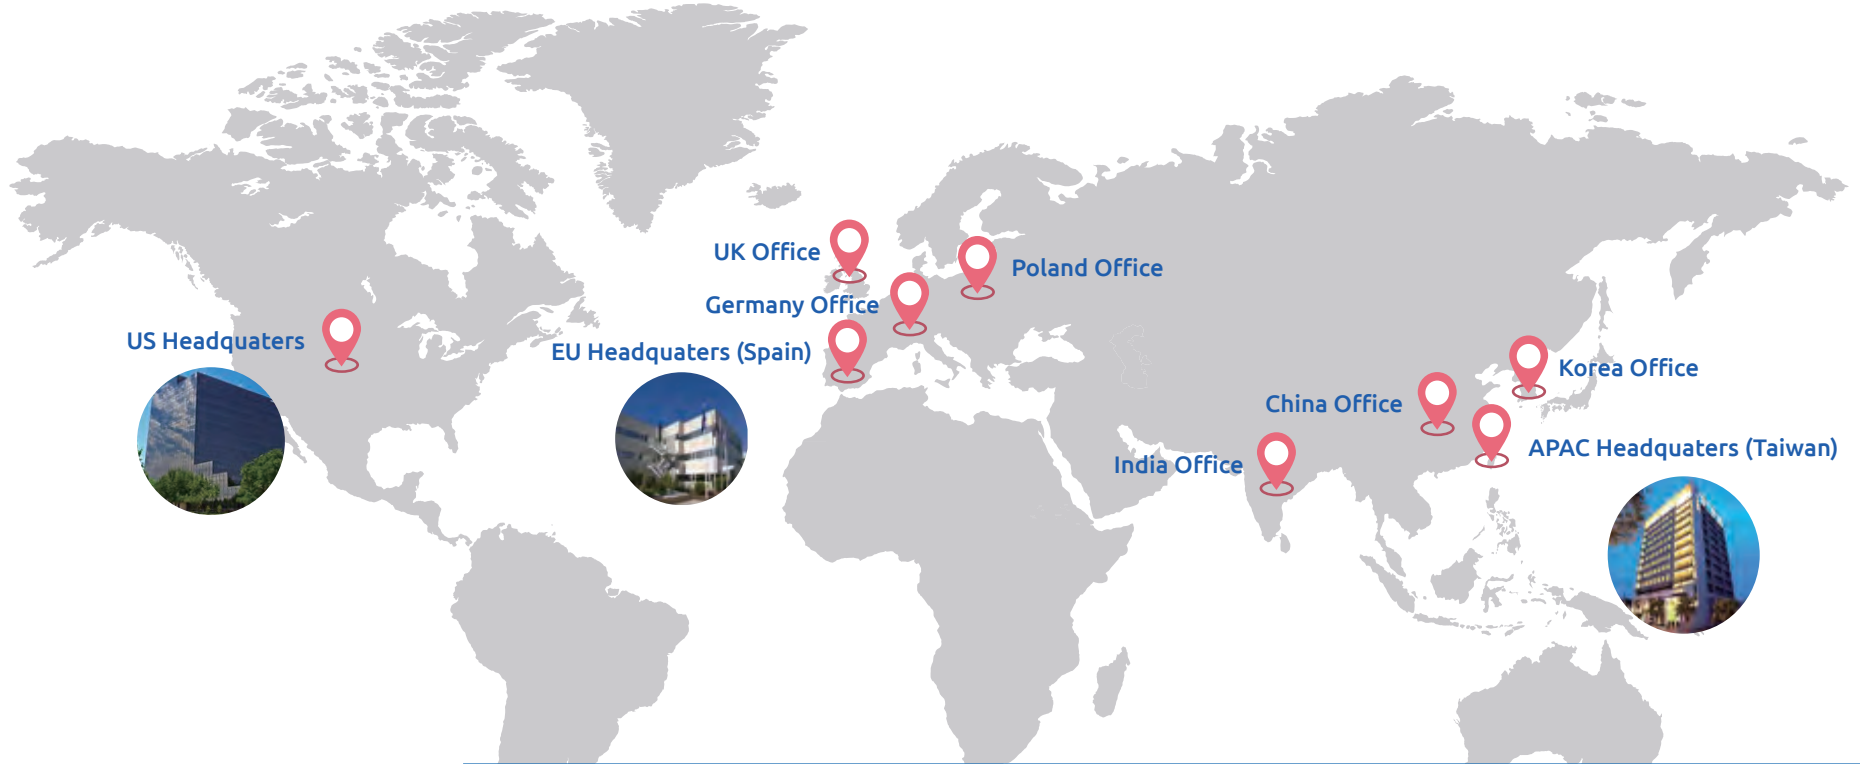 UK Office
Poland Office
Germany Office
US Headquaters
EU Headquaters (Spain)
Korea Office
China Office
APAC Headquaters (Taiwan)
India Office